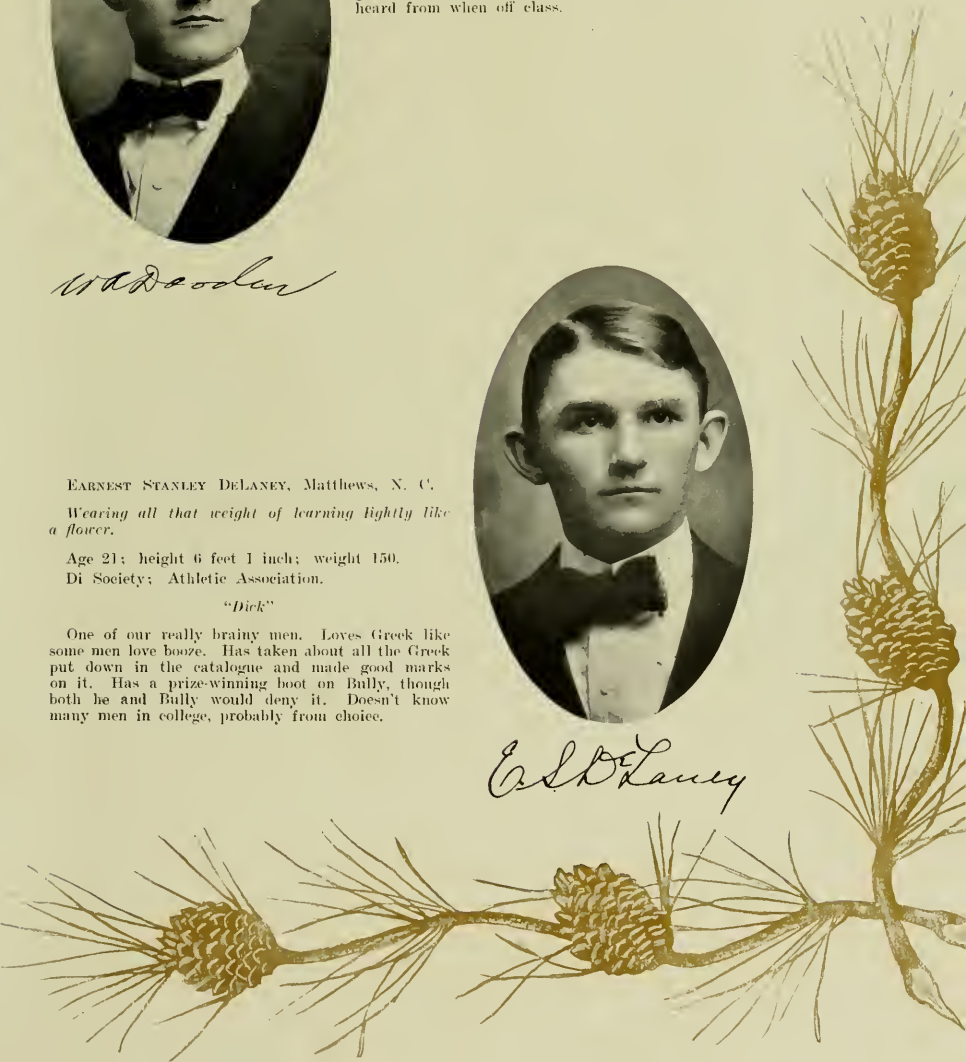 heard from when off class.
W A Dearden
EARNEST STANLEY DELANEY, Matthews, N. C.
Wearing all that weight of learning lightly like
a flower.
Age 21; height 6 feet 1 inch; weight 150.
Di Society; Athletic Association.
"Dick"
One of our really brainy men. Loves Greek like
some men love booze. Has taken about all the Greek
put down in the catalogue and made good marks
on it. Has a prize-winning boot on Bully, though
both he and Bully would deny it. Doesn't know
many men in college, probably from choice.
E. S. DeLaney